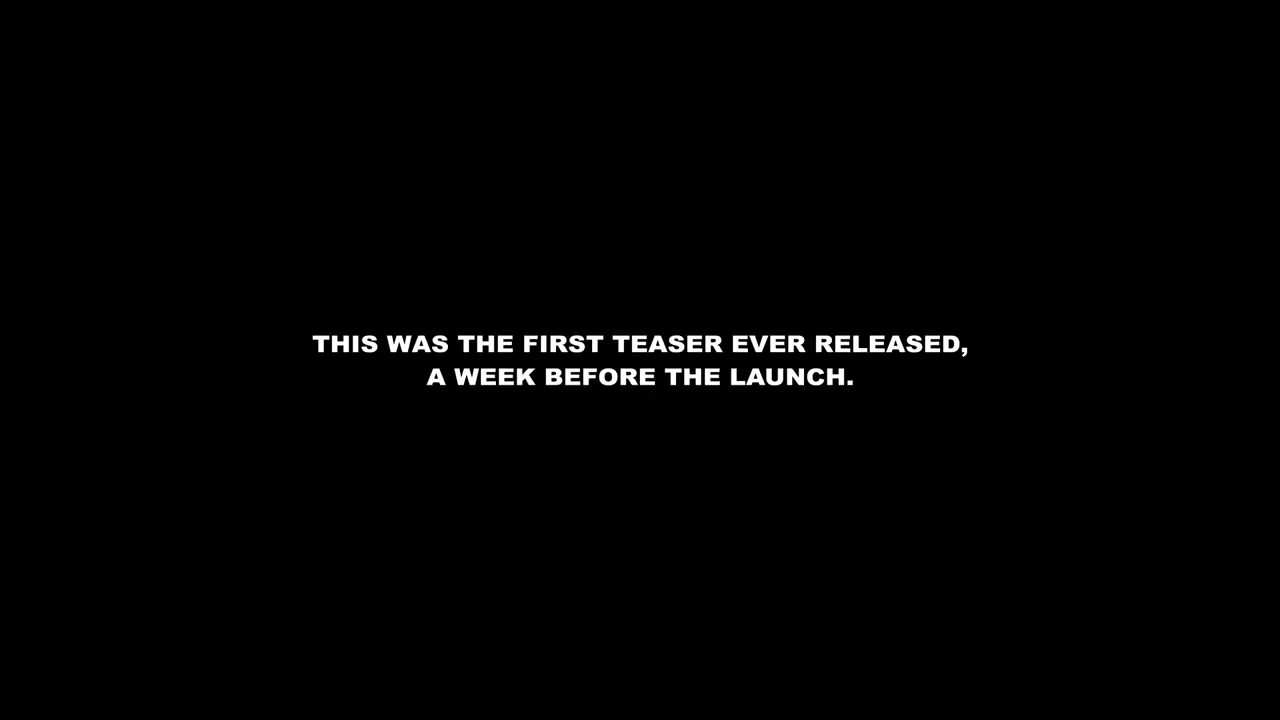 THIS WAS THE FIRST TEASER EVER RELEASED,
A WEEK BEFORE THE LAUNCH.